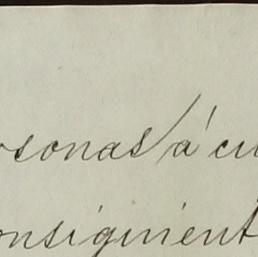 rsonas á cu
onsiguient